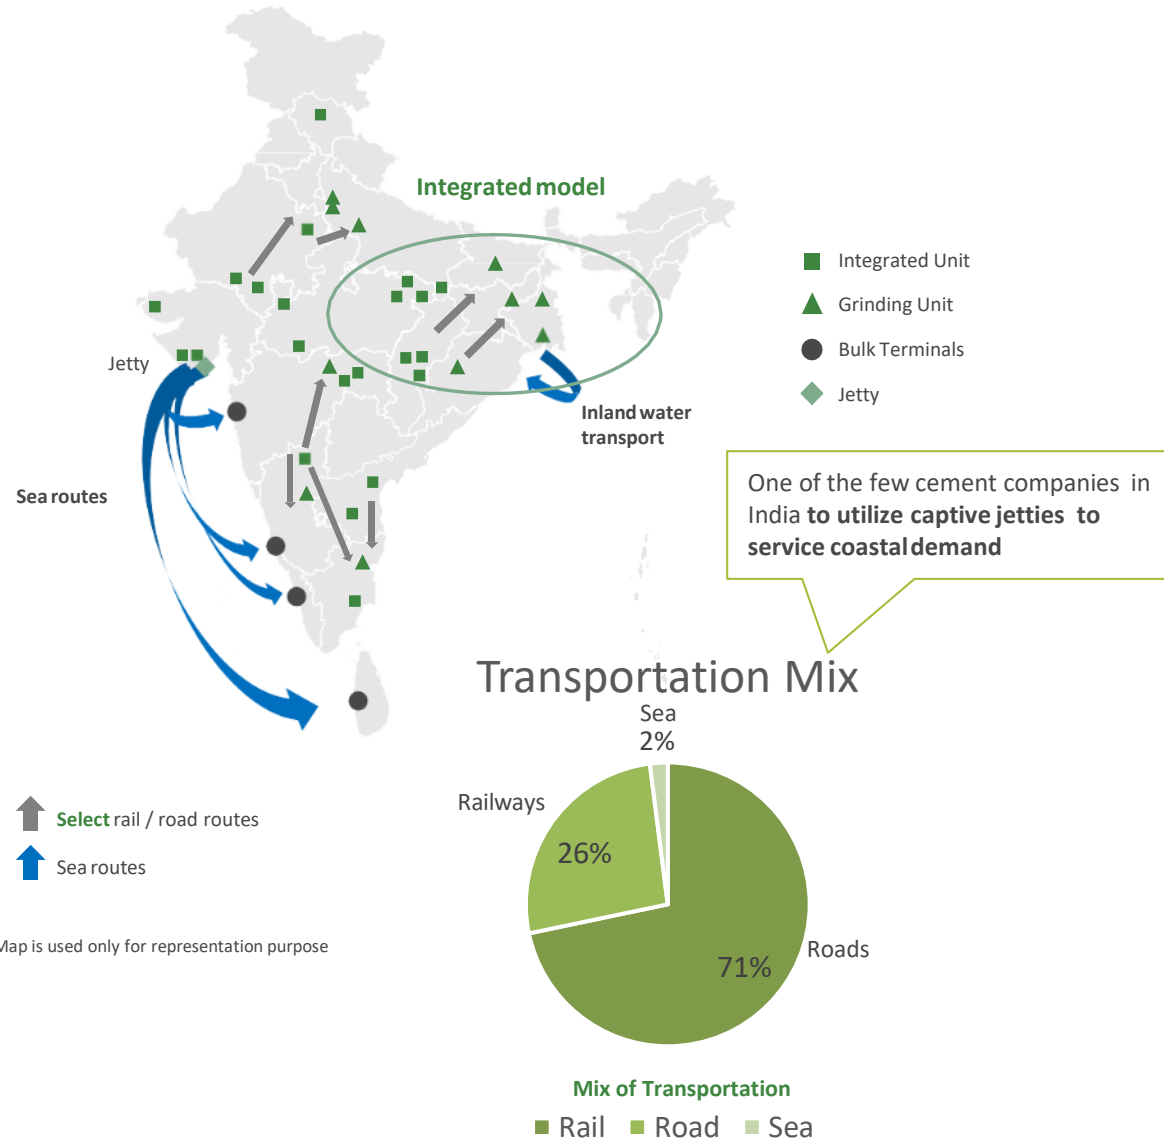 Integrated model
Integrated Unit
Grinding Unit
Bulk Terminals
Jetty
Jetty
Inland water
transport
Sea routes
One of the few cement companies in
India to utilize captive jetties to
service coastal demand
Transportation Mix
Sea
2%
Railways
26%
71%
Roads
Select rail / road routes
Sea routes
Map is used only for representation purpose
Mix of Transportation
Rail Road Sea